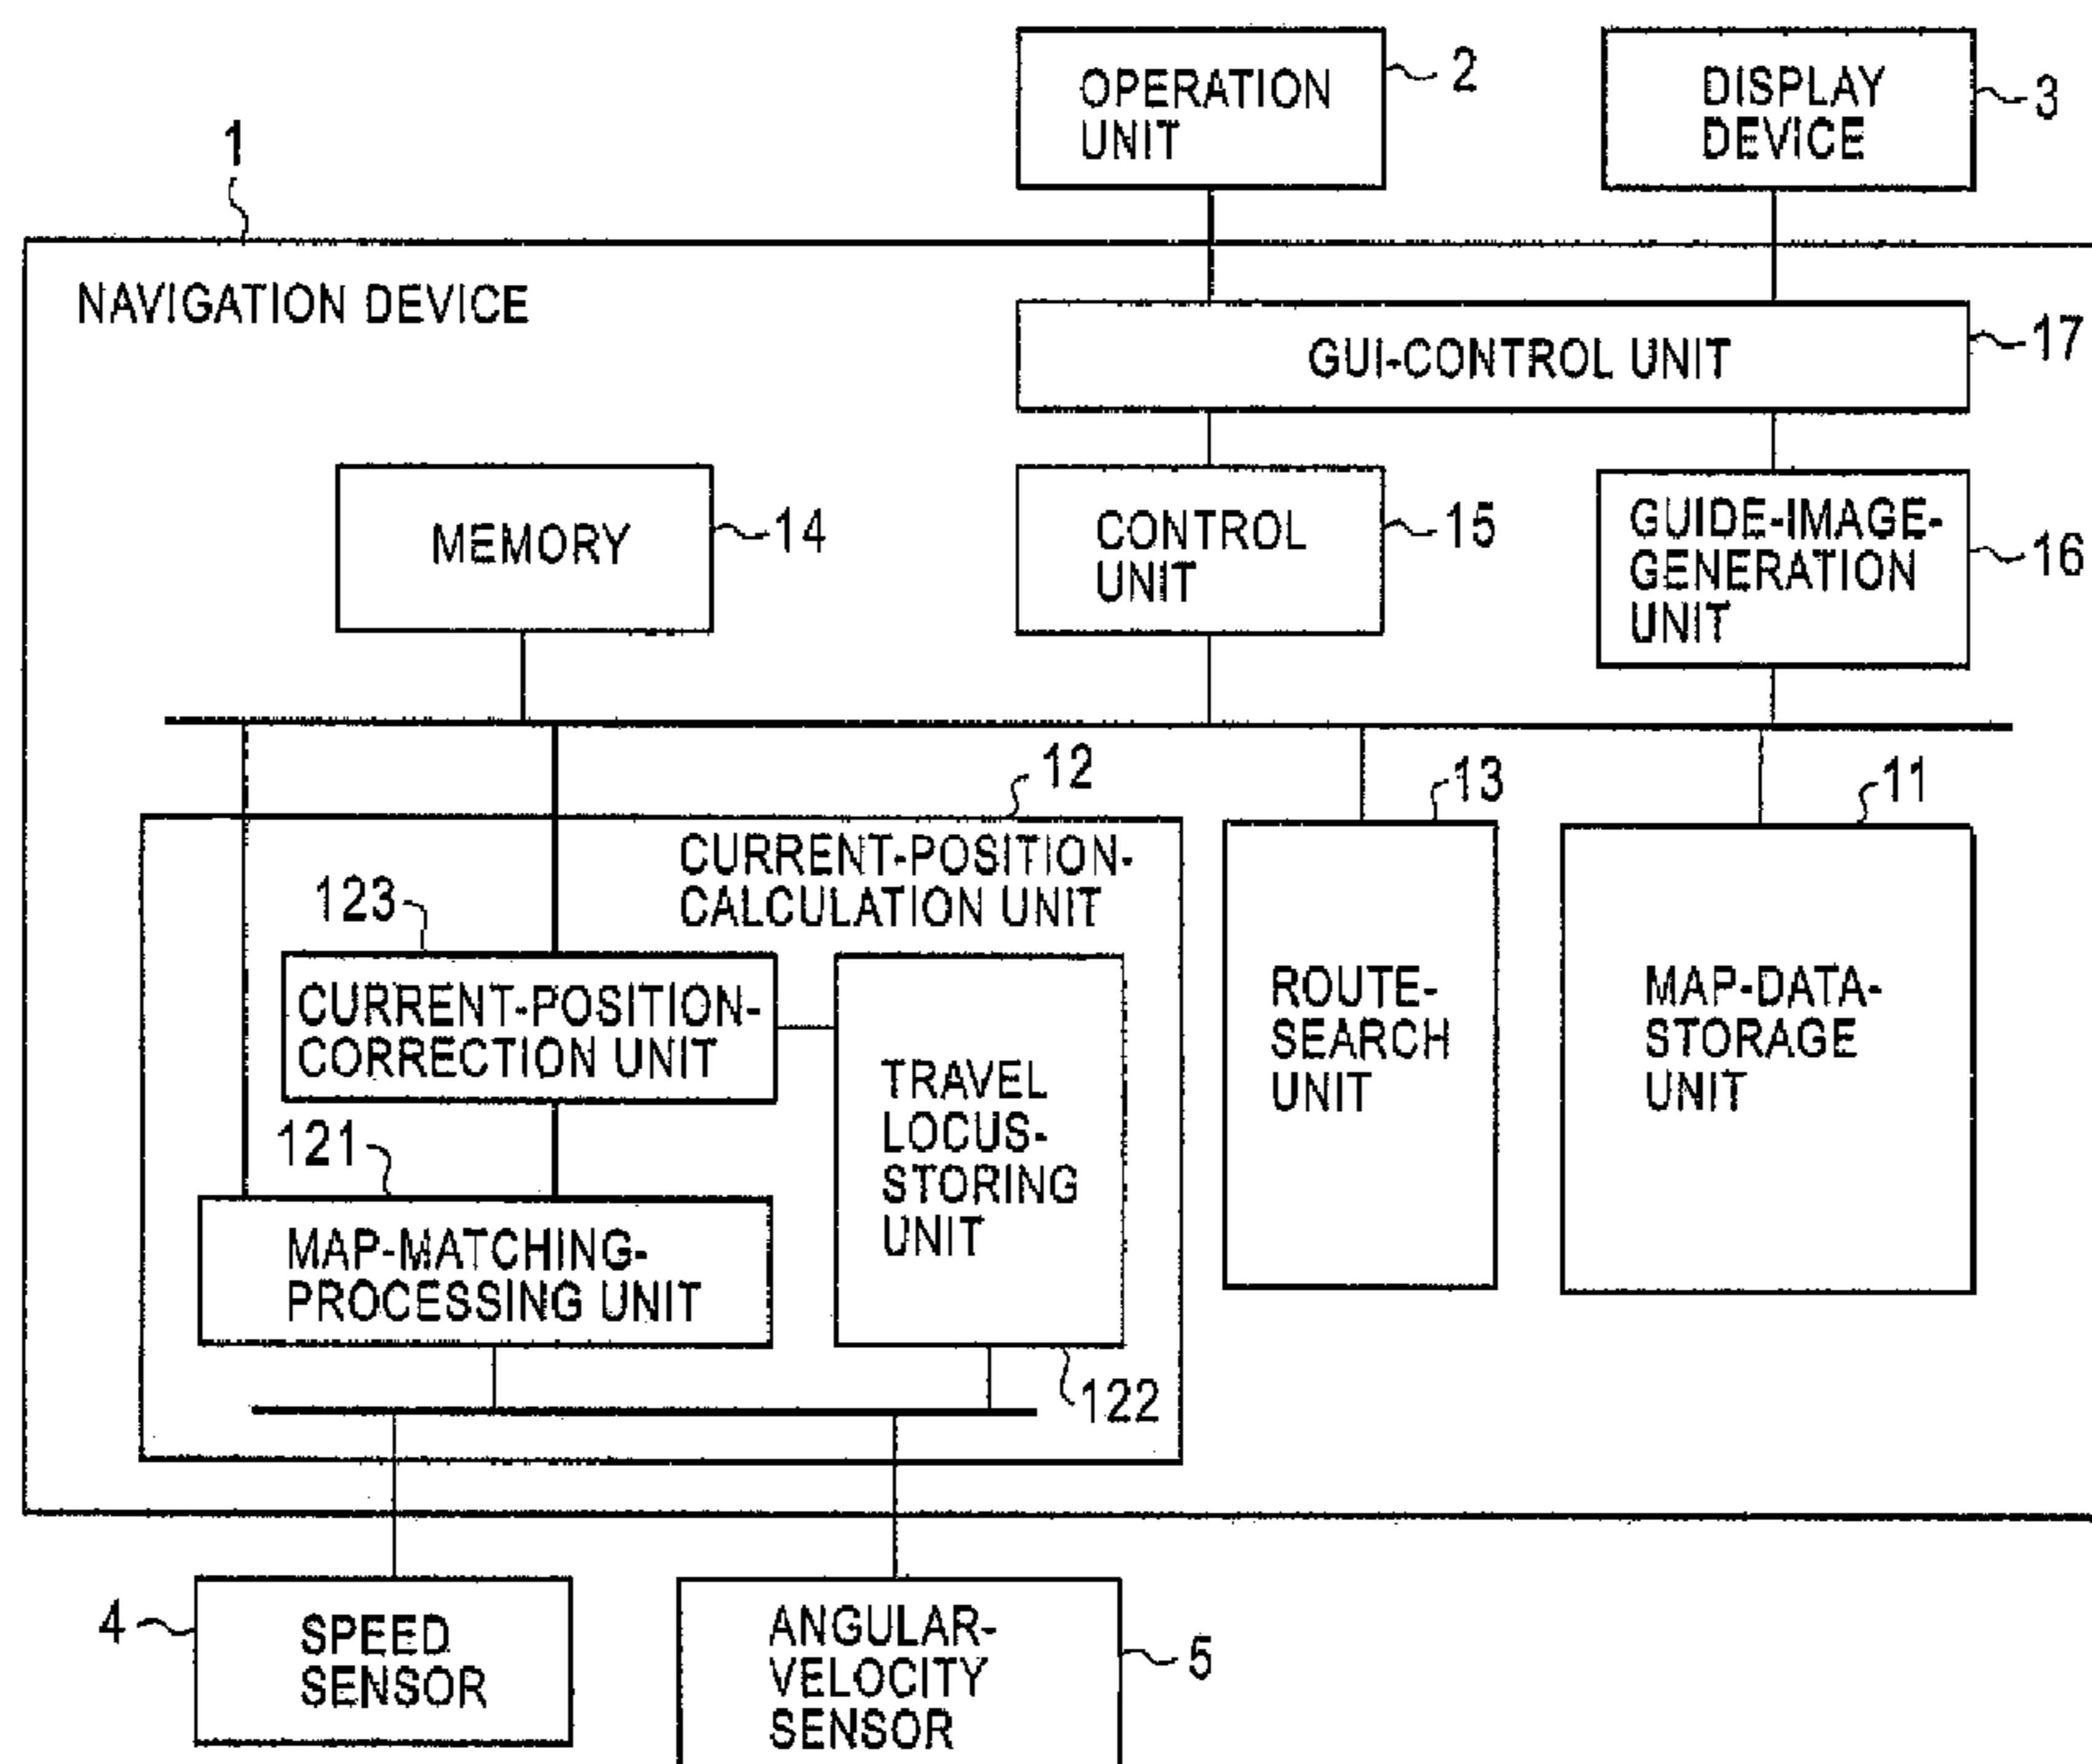 OPERATION
UNIT
2
DISPLAY
DEVICE
3
1
NAVIGATION DEVICE
GUI-CONTROL UNIT
17
MEMORY
14
CONTROL
UNIT
15
GUIDE-IMAGE-
GENERATION
UNIT
16
12
CURRENT-POSITION-
CALCULATION UNIT
13
11
123
CURRENT-POSITION-
CORRECTION UNIT
TRAVEL
LOCUS-
STORING
UNIT
ROUTE-
SEARCH
UNIT
MAP-DATA-
STORAGE
UNIT
121
MAP-MATCHING-
PROCESSING UNIT
122
4
SPEED
SENSOR
ANGULAR-
VELOCITY
SENSOR
5